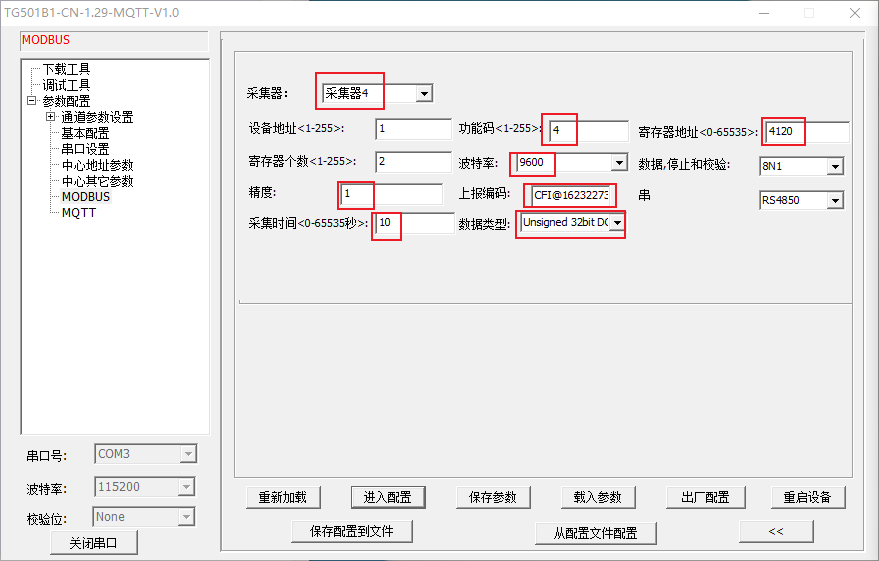 TG501B1-CN-1.29-MQTT-V1.0
MODBUS
下载工具
调试工具
参数配置
通道参数设置
基本配置
串口设置
中心地址参数
中心其它参数
MODBUS
MQTT
串口号: COM3
波特率: 115200
校验位: None
关闭串口
采集器: 采集器4
设备地址<1-255>: 1 功能码<1-255>: 4 寄存器地址<0-65535>: 4120
寄存器个数<1-255>: 2 波特率: 9600 数据,停止和校验: 8N1
精度: 1 上报编码: CFI@16232273 串 RS4850
采集时间<0-65535秒>: 10 数据类型: Unsigned 32bit DC
重新加载 进入配置 保存参数 载入参数 出厂配置 重启设备
保存配置到文件 从配置文件配置 <<